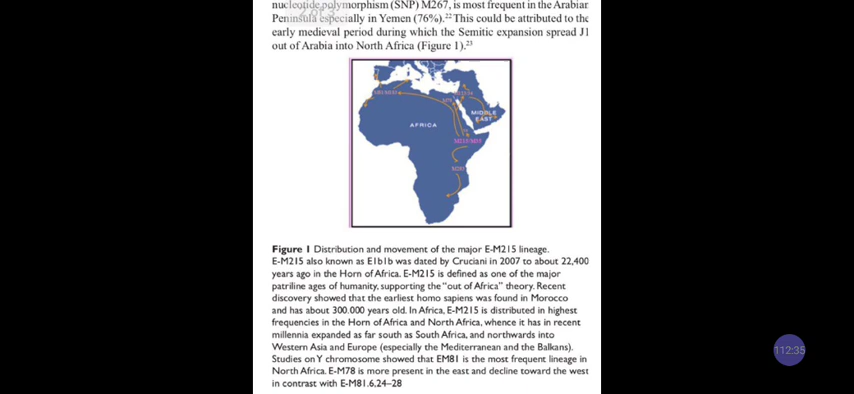 nucleotide polymorphism (SNP) M267, is most frequent in the Arabian
Peninsula especially in Yemen (76%).22 This could be attributed to the
early medieval period during which the Semitic expansion spread J1
out of Arabia into North Africa (Figure 1).23
MIDDLE
EAST
AFRICA
M215/M35
Figure 1 Distribution and movement of the major E-M215 lineage.
E-M215 also known as E1b1b was dated by Cruciani in 2007 to about 22,400
years ago in the Horn of Africa. E-M215 is defined as one of the major
patriline ages of humanity, supporting the “out of Africa” theory. Recent
discovery showed that the earliest homo sapiens was found in Morocco
and has about 300.000 years old. In Africa, E-M215 is distributed in highest
frequencies in the Horn of Africa and North Africa, whence it has in recent
millennia expanded as far south as South Africa, and northwards into
Western Asia and Europe (especially the Mediterranean and the Balkans).
Studies on Y chromosome showed that EM81 is the most frequent lineage in
North Africa. E-M78 is more present in the east and decline toward the west
in contrast with E-M81.6,24–28
112:35